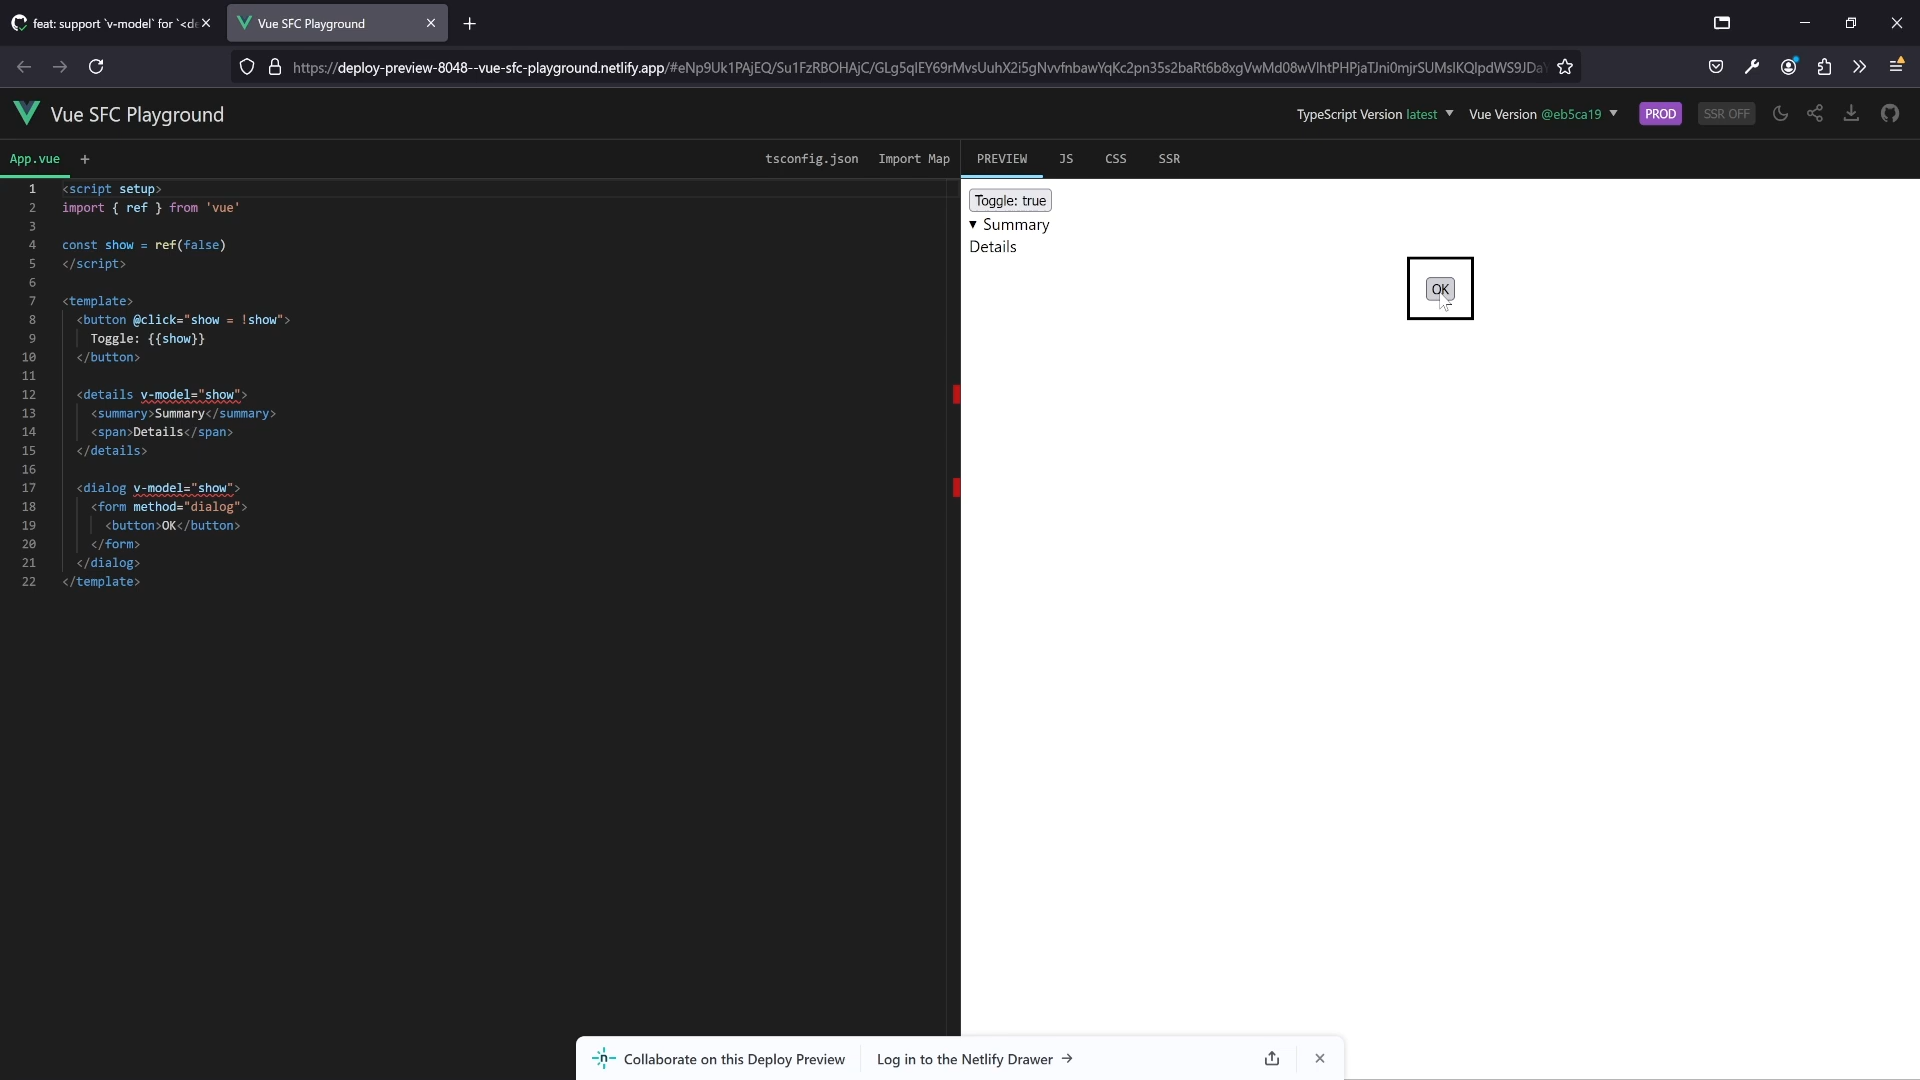 feat: support `v-model` for `<de
Vue SFC Playground
https://deploy-preview-8048--vue-sfc-playground.netlify.app/
Vue SFC Playground
TypeScript Version latest
Vue Version @eb5ca19
PROD
SSR OFF
App.vue +
tsconfig.json
Import Map
1 <script setup>
2 import { ref } from 'vue'
3
4 const show = ref(false)
5 </script>
6
7 <template>
8 <button @click="show = !show">
9 Toggle: {{show}}
10 </button>
11
12 <details v-model="show">
13 <summary>Summary</summary>
14 <span>Details</span>
15 </details>
16
17 <dialog v-model="show">
18 <form method="dialog">
19 <button>OK</button>
20 </form>
21 </dialog>
22 </template>
PREVIEW
JS
CSS
SSR
Toggle: true
▼ Summary
Details
OK
Collaborate on this Deploy Preview
Log in to the Netlify Drawer →